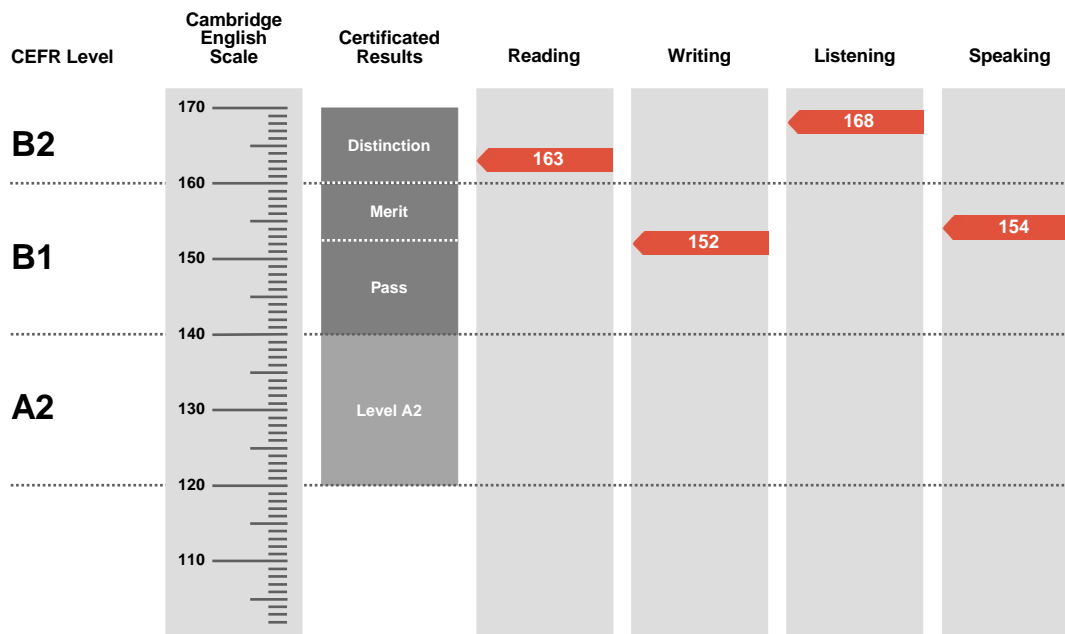 CEFR Level
Cambridge
English
Scale
Certificated
Results
Reading
Writing
Listening
Speaking
170
B2
Distinction
163
168
160
Merit
B1
152
154
150
Pass
140
A2
130
Level A2
120
110